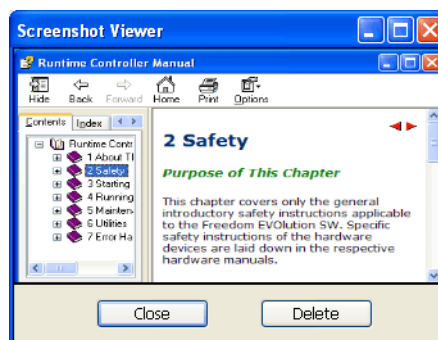 Screenshot Viewer
Runtime Controller Manual
Hide Back Forward Home Print Options
Contents Index
Runtime Contr
1 About Tl
2 Safety
3 Starting
4 Running
5 Mainten
6 Utilities
7 Error Ha
2 Safety
Purpose of This Chapter
This chapter covers only the general
introductory safety instructions applicable
to the Freedom EVOlution SW. Specific
safety instructions of the hardware
devices are laid down in the respective
hardware manuals.
Close Delete